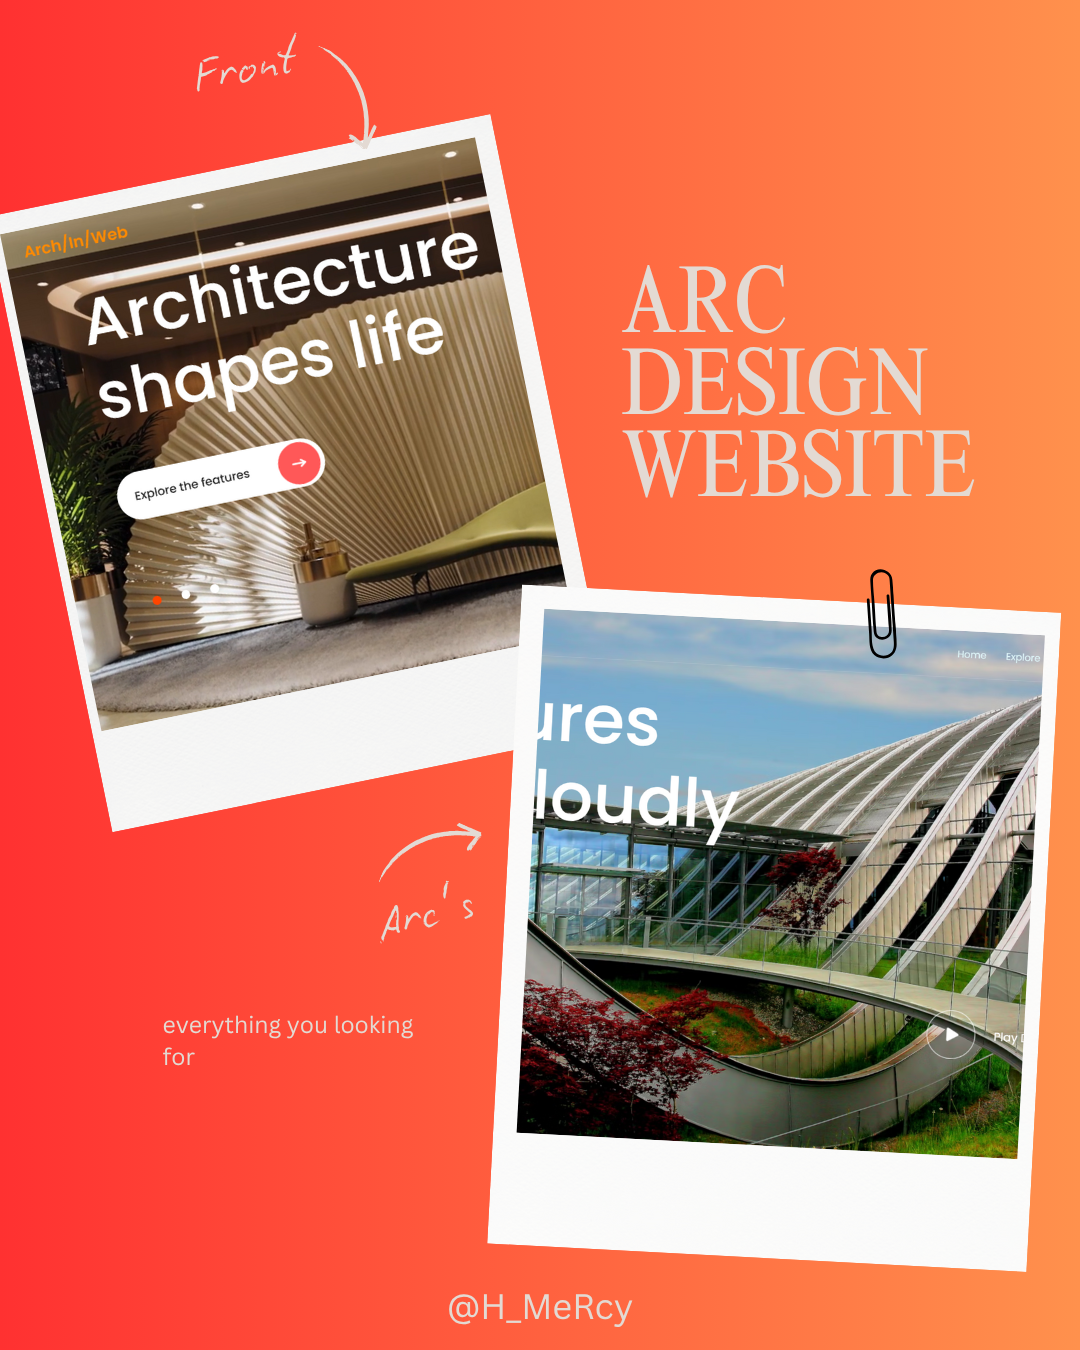 Front
Arch/In/Web
Architecture
shapes life
Explore the features
ARC
DESIGN
WEBSITE
Home Explore
ures
loudly
Play
Arc's
everything you looking
for
@H_MeRcy